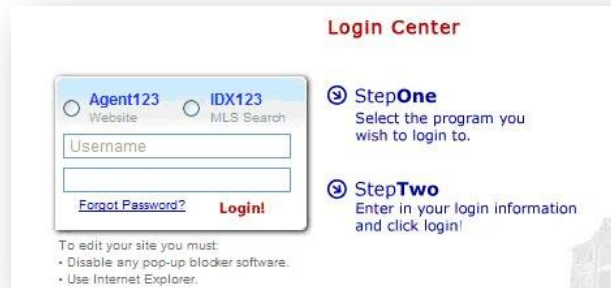 Login Center
Agent123 IDX123
Website MLS Search
Username
Forgot Password? Login!
To edit your site you must:
• Disable any pop-up blocker software.
• Use Internet Explorer.
StepOne
Select the program you
wish to login to.
StepTwo
Enter in your login information
and click login!